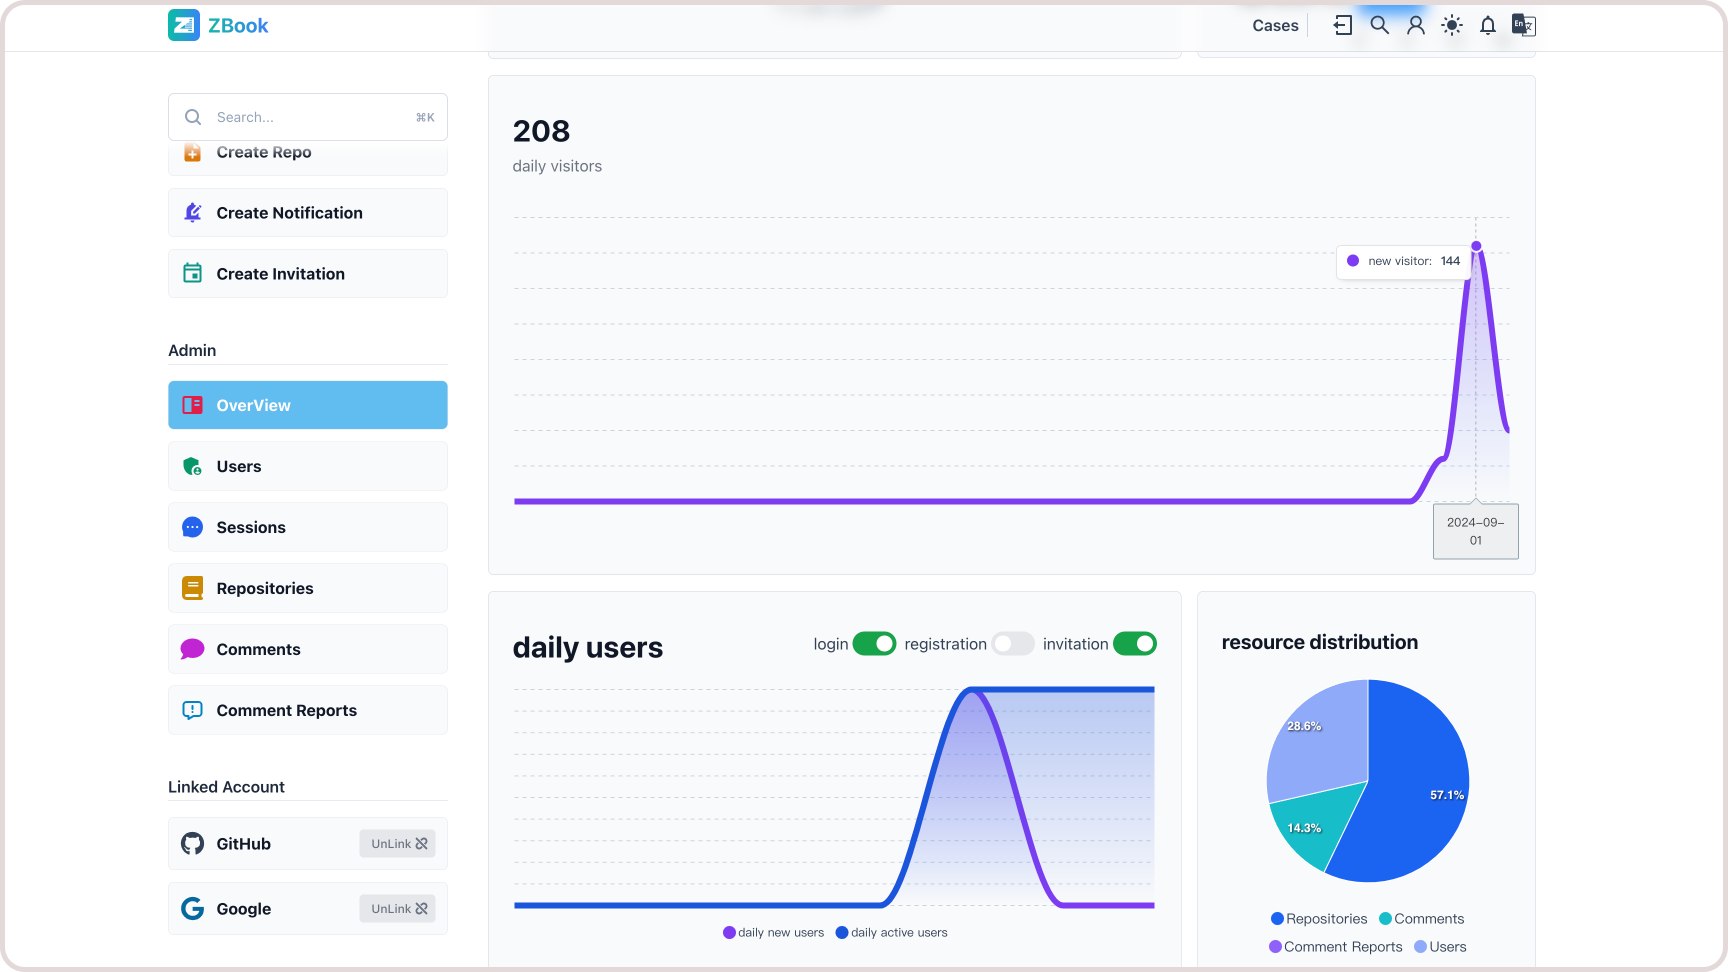 ZBook
Cases
En
Search...
⌘K
Create Repo
Create Notification
Create Invitation
Admin
OverView
Users
Sessions
Repositories
Comments
Comment Reports
Linked Account
GitHub
UnLink
Google
UnLink
208
daily visitors
new visitor: 144
2024-09-
01
daily users
login
registration
invitation
daily new users
daily active users
resource distribution
28.6%
57.1%
14.3%
Repositories
Comments
Comment Reports
Users